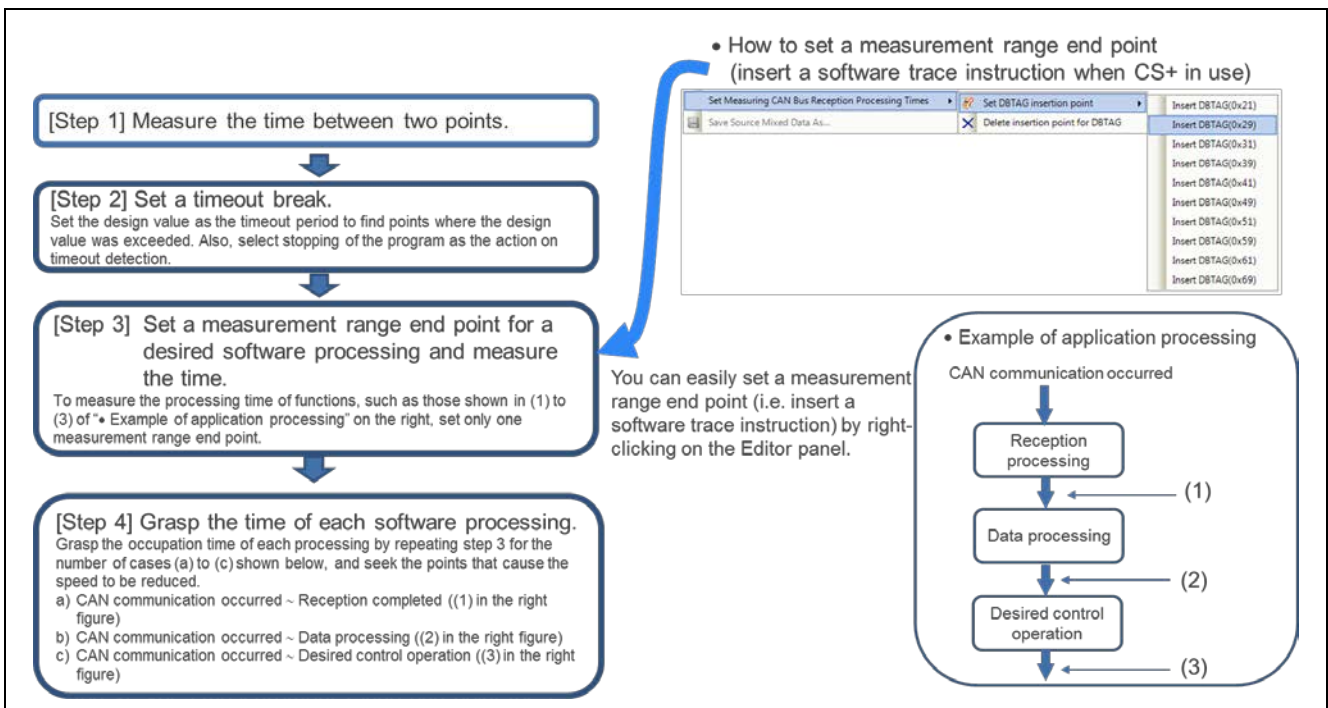 [Step 1] Measure the time between two points.
[Step 2] Set a timeout break.
Set the design value as the timeout period to find points where the design
value was exceeded. Also, select stopping of the program as the action on
timeout detection.
[Step 3] Set a measurement range end point for a
desired software processing and measure
the time.
To measure the processing time of functions, such as those shown in (1) to
(3) of "• Example of application processing" on the right, set only one
measurement range end point.
[Step 4] Grasp the time of each software processing.
Grasp the occupation time of each processing by repeating step 3 for the
number of cases (a) to (c) shown below, and seek the points that cause the
speed to be reduced.
a) CAN communication occurred ~ Reception completed ((1) in the right
figure)
b) CAN communication occurred ~ Data processing ((2) in the right figure)
c) CAN communication occurred ~ Desired control operation ((3) in the right
figure)
• How to set a measurement range end point
(insert a software trace instruction when CS+ in use)
Set Measuring CAN Bus Reception Processing Times
Save Source Mixed Data As...
Set DBTAG insertion point
Delete insertion point for DBTAG
Insert DBTAG(0x21)
Insert DBTAG(0x29)
Insert DBTAG(0x31)
Insert DBTAG(0x39)
Insert DBTAG(0x41)
Insert DBTAG(0x49)
Insert DBTAG(0x51)
Insert DBTAG(0x59)
Insert DBTAG(0x61)
Insert DBTAG(0x69)
You can easily set a measurement
range end point (i.e. insert a
software trace instruction) by right-
clicking on the Editor panel.
• Example of application processing
CAN communication occurred
Reception
processing
(1)
Data processing
(2)
Desired control
operation
(3)